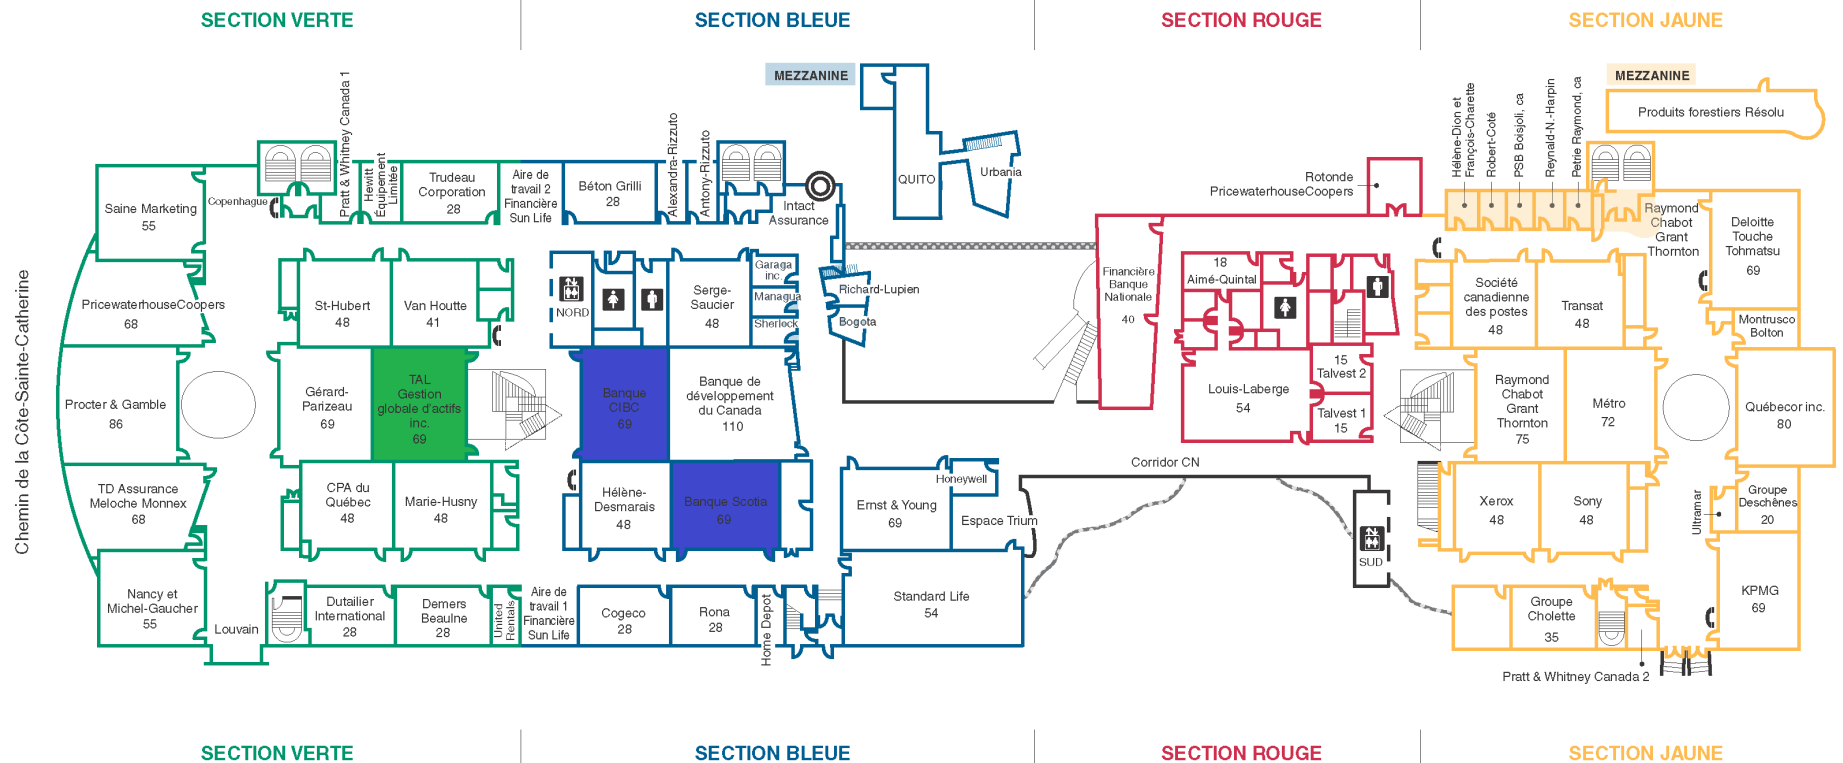 SECTION VERTE
SECTION BLEUE
SECTION ROUGE
SECTION JAUNE
Chemin de la Côte-Sainte-Catherine
Saine Marketing
55
Copenhague
Pratt & Whitney Canada 1
Hewitt
Équipement
Limitée
Trudeau
Corporation
28
PricewaterhouseCoopers
68
St-Hubert
48
Van Houtte
41
Procter & Gamble
86
Gérard-
Parizeau
69
TAL
Gestion
globale d'actifs
inc.
69
TD Assurance
Meloche Monnex
68
CPA du
Québec
48
Marie-Husny
48
Nancy et
Michel-Gaucher
55
Louvain
Dutailier
International
28
Demers
Beaulne
28
United
Rentals
Aire de
travail 2
Financière
Sun Life
Béton Grilli
28
Alexandra-Rizzuto
Antony-Rizzuto
Intact
Assurance
MEZZANINE
QUITO
Urbania
NORD
Serge-
Saucier
48
Garaga
inc.
Managua
Sherlock
Richard-Lupien
Bogota
Banque
CIBC
69
Banque de
développement
du Canada
110
Hélène-
Desmarais
48
Banque Scotia
69
Ernst & Young
69
Honeywell
Espace Trium
Aire de
travail 1
Financière
Sun Life
Cogeco
28
Rona
28
Home Depot
Standard Life
54
Rotonde
PricewaterhouseCoopers
Financière
Banque
Nationale
40
18
Aimé-Quintal
Louis-Laberge
54
15
Talvest 2
Talvest 1
15
Corridor CN
SUD
MEZZANINE
Produits forestiers Résolu
Hélène-Dion et
François-Charette
Robert-Coté
PSB Boisjoli, ca
Reynald-N.-Harpin
Petrie Raymond, ca
Raymond
Chabot
Grant
Thornton
Deloitte
Touche
Tohmatsu
69
Société
canadienne
des postes
48
Transat
48
Montrusco
Bolton
Raymond
Chabot
Grant
Thornton
75
Métro
72
Québecor inc.
80
Xerox
48
Sony
48
Ultramar
Groupe
Deschênes
20
Groupe
Cholette
35
KPMG
69
Pratt & Whitney Canada 2
SECTION VERTE
SECTION BLEUE
SECTION ROUGE
SECTION JAUNE